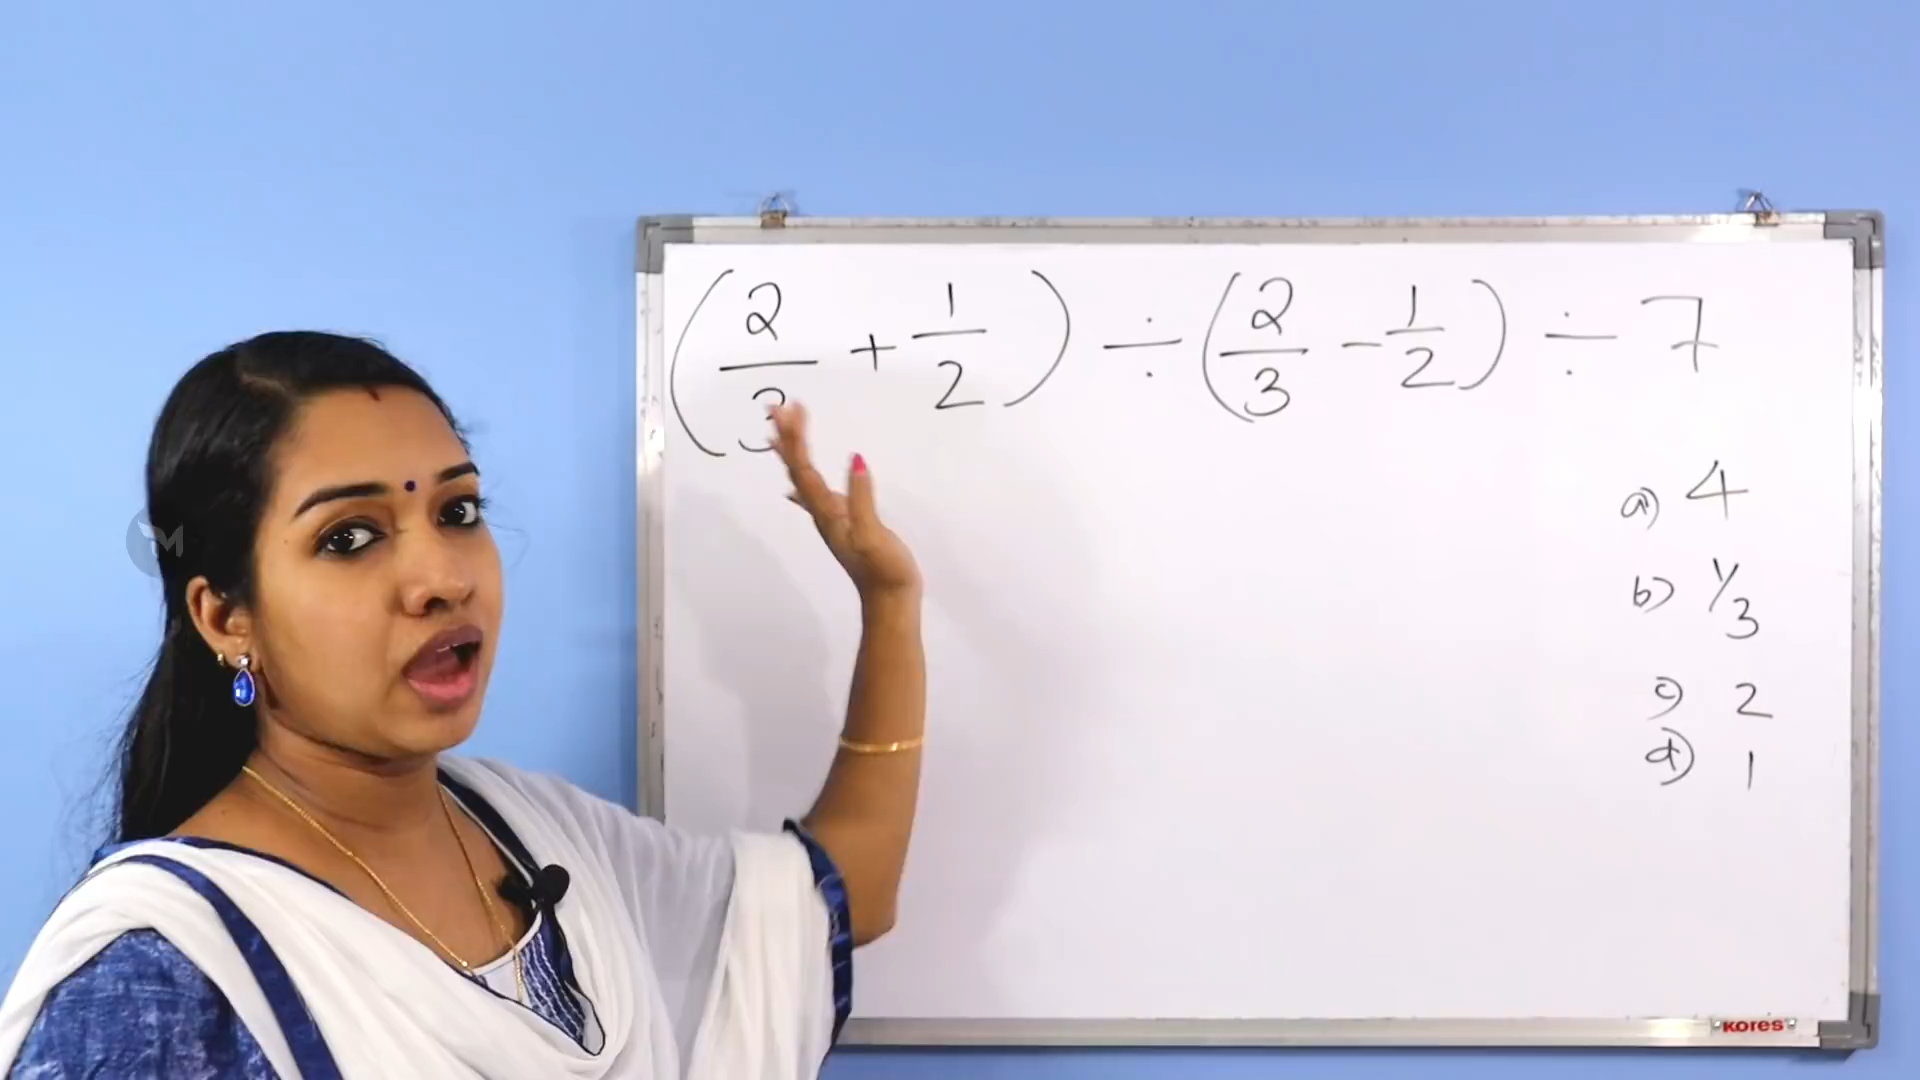 (2/3 + 1/2) ÷ (2/3 - 1/2) ÷ 7
a) 4
b) 1/3
c) 2
d) 1
KORES
M